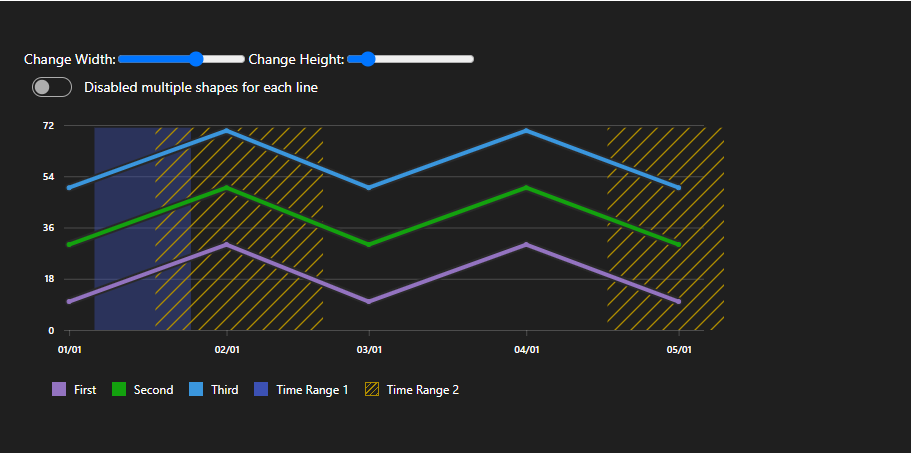 Change Width: Change Height:
Disabled multiple shapes for each line
72
54
36
18
0
01/01 02/01 03/01 04/01 05/01
First Second Third Time Range 1 Time Range 2